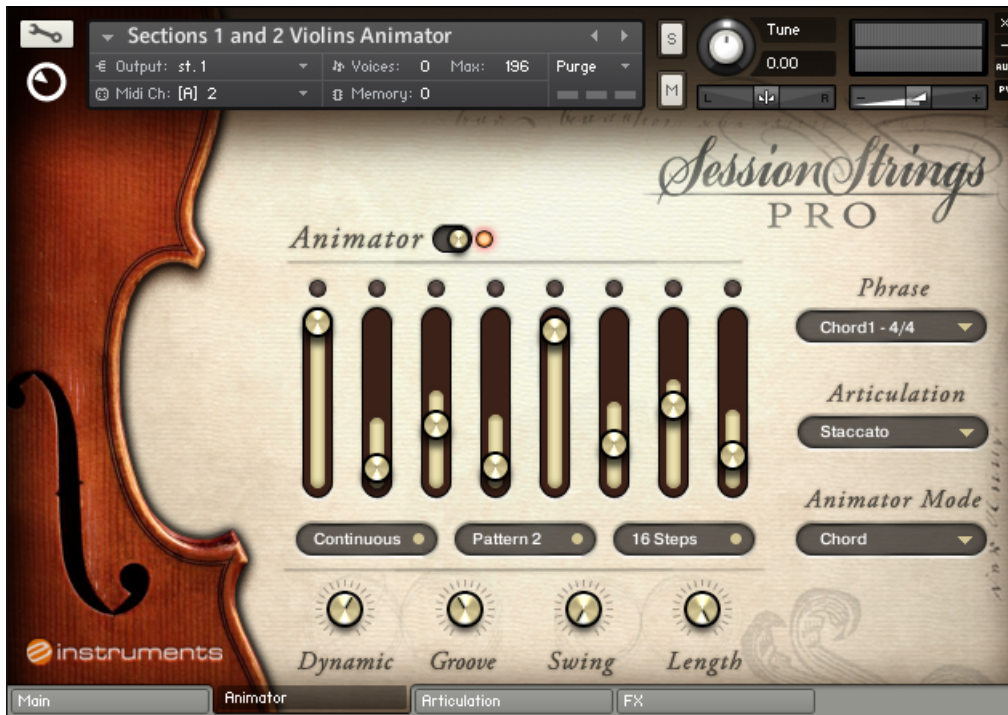 Sections 1 and 2 Violins Animator
Output: st.1
Voices: 0 Max: 196
Purge
Midi Ch: [A] 2
Memory: 0
S
M
Tune
0.00
L R
- +
AU
PV
Session Strings
PRO
Animator
Phrase
Chord1 - 4/4
Articulation
Staccato
Animator Mode
Chord
Continuous
Pattern 2
16 Steps
Dynamic
Groove
Swing
Length
e instruments
Main
Animator
Articulation
FX